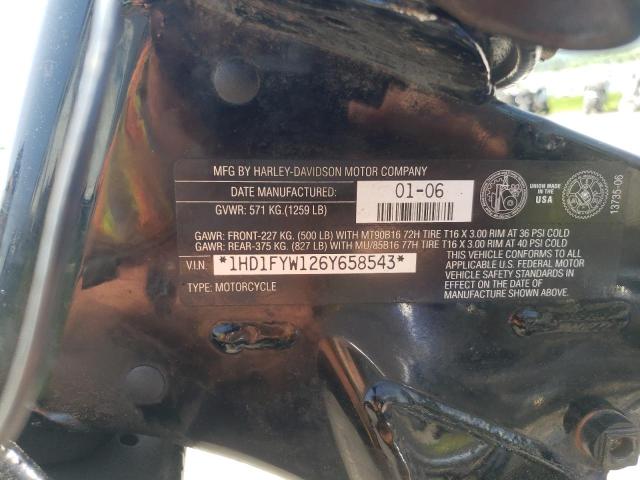 MFG BY HARLEY-DAVIDSON MOTOR COMPANY
DATE MANUFACTURED: 01-06
GVWR: 571 KG.(1259 LB)
UNION MADE IN THE USA
13739-06
GAWR: FRONT-227 KG. (500 LB) WITH MT90B16 72H TIRE T16 X 3.00 RIM AT 36 PSI COLD
GAWR: REAR-375 KG. (827 LB) WITH MU/85B16 77H TIRE T16 X 3.00 RIM AT 40 PSI COLD
THIS VEHICLE CONFORMS TO ALL
APPLICABLE U.S. FEDERAL MOTOR
VEHICLE SAFETY STANDARDS IN
EFFECT ON THE DATE OF
MANUFACTURE SHOWN ABOVE.
V.I.N: *1HD1FYW126Y658543*
TYPE: MOTORCYCLE